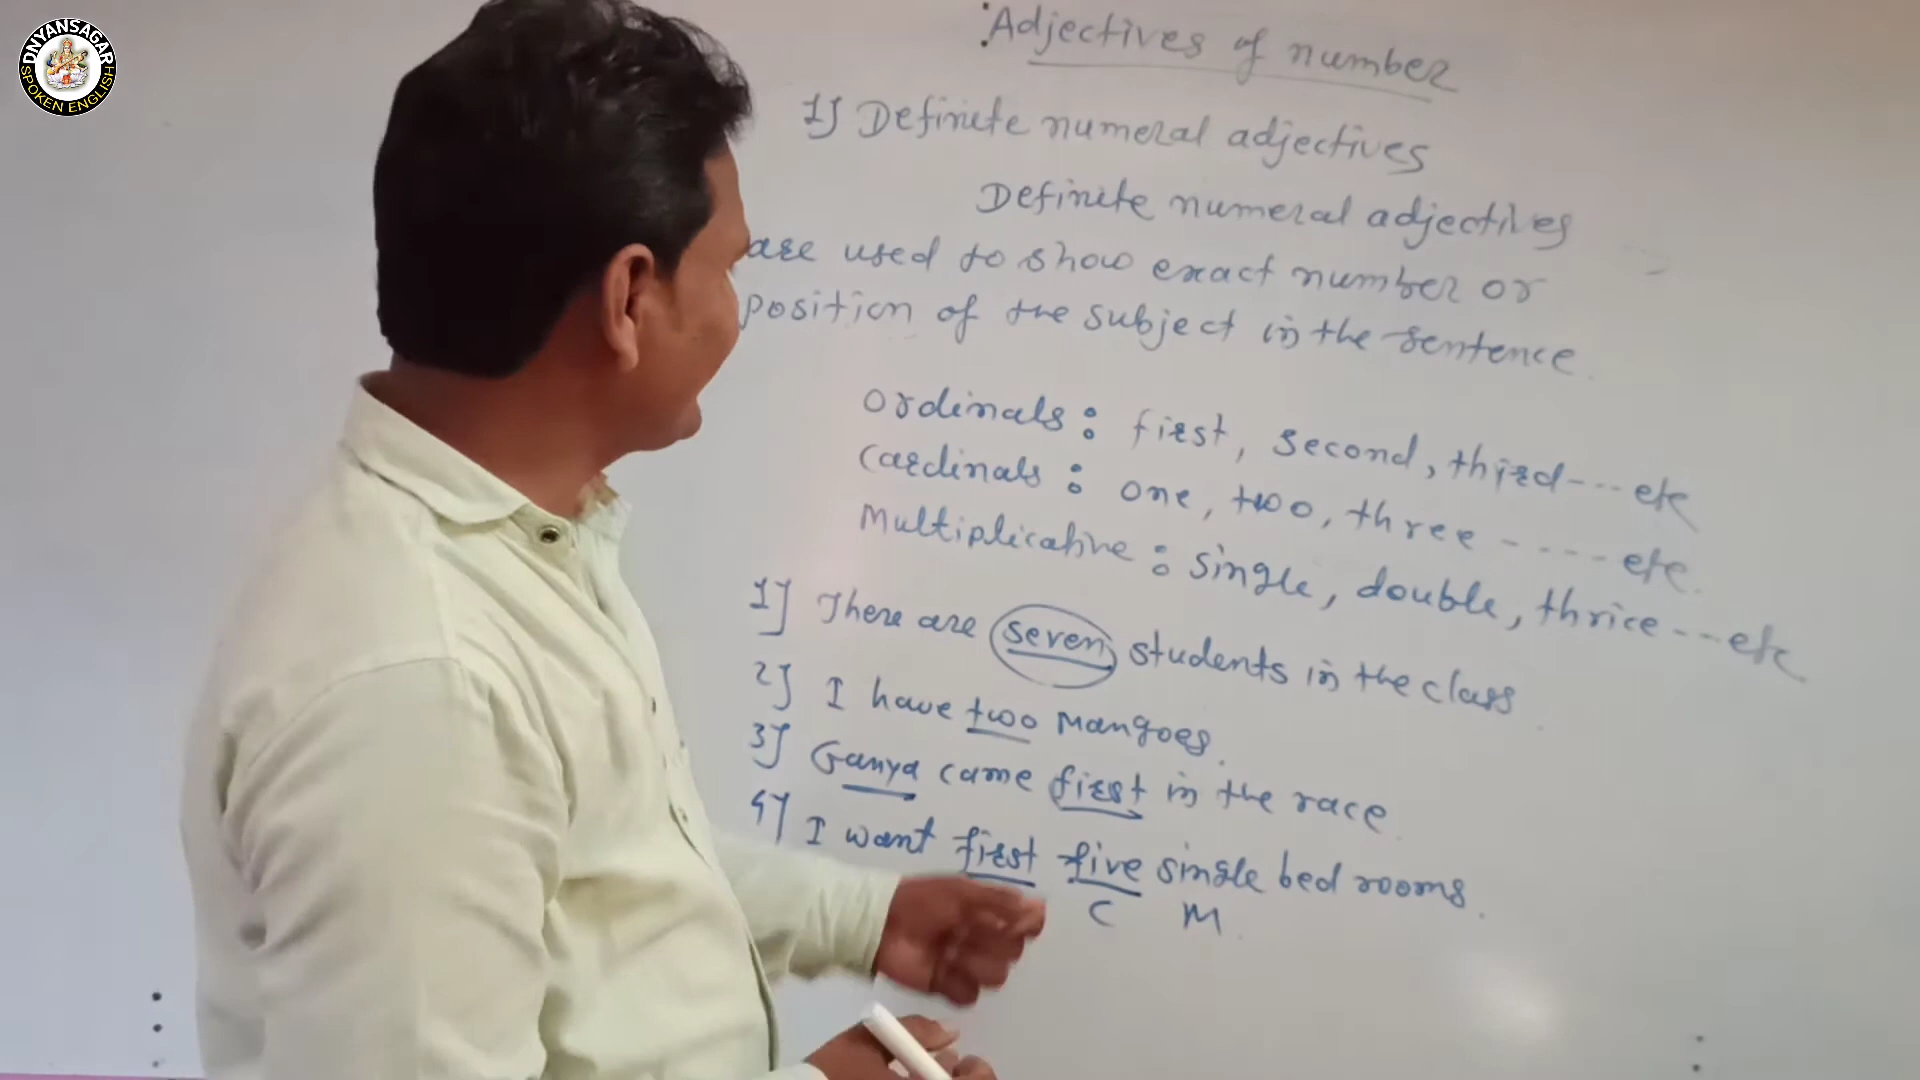 DNYANSAGAR
SPOKEN ENGLISH
Adjectives of number
1] Definite numeral adjectives
Definite numeral adjectives
are used to show exact number or
position of the subject in the sentence.
Ordinals : first, second, third---etc
Cardinals : one, two, three ----- etc.
Multiplicative : single, double, thrice---etc
1] There are seven students in the class
2] I have two Mangoes.
3] Ganya came first in the race.
4] I want first five single bed rooms.
C M